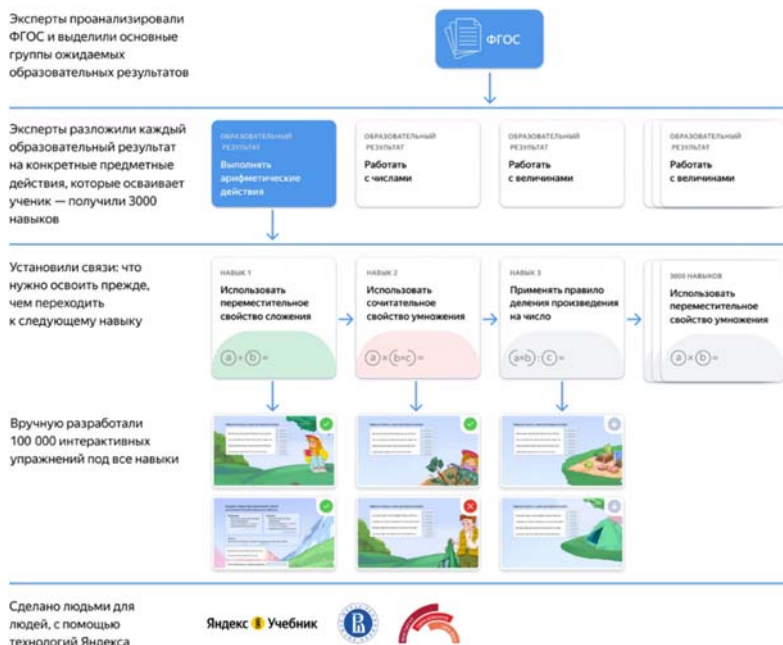 Эксперты проанализировали
ФГОС и выделили основные
группы ожидаемых
образовательных результатов
ФГОС
Эксперты разложили каждый
образовательный результат
на конкретные предметные
действия, которые осваивает
ученик — получили 3000
навыков
ОБРАЗОВАТЕЛЬНЫЙ
РЕЗУЛЬТАТ
Выполнять
арифметические
действия
ОБРАЗОВАТЕЛЬНЫЙ
РЕЗУЛЬТАТ
Работать
с числами
ОБРАЗОВАТЕЛЬНЫЙ
РЕЗУЛЬТАТ
Работать
с величинами
ОБРАЗОВАТЕЛЬНЫЙ
РЕЗУЛЬТАТ
Работать
с величинами
Установили связи: что
нужно освоить прежде,
чем переходить
к следующему навыку
НАВЫК 1
Использовать
переместительное
свойство сложения
a + b =
НАВЫК 2
Использовать
сочитательное
свойство умножения
a × (b×c) =
НАВЫК 3
Применять правило
деления произведения
на число
(a×b) : c =
3000 НАВЫКОВ
Использовать
переместительное
свойство умножения
a × b =
Вручную разработали
100 000 интерактивных
упражнений под все навыки
Сделано людьми для
людей, с помощью
технологий Яндекса
Яндекс Учебник